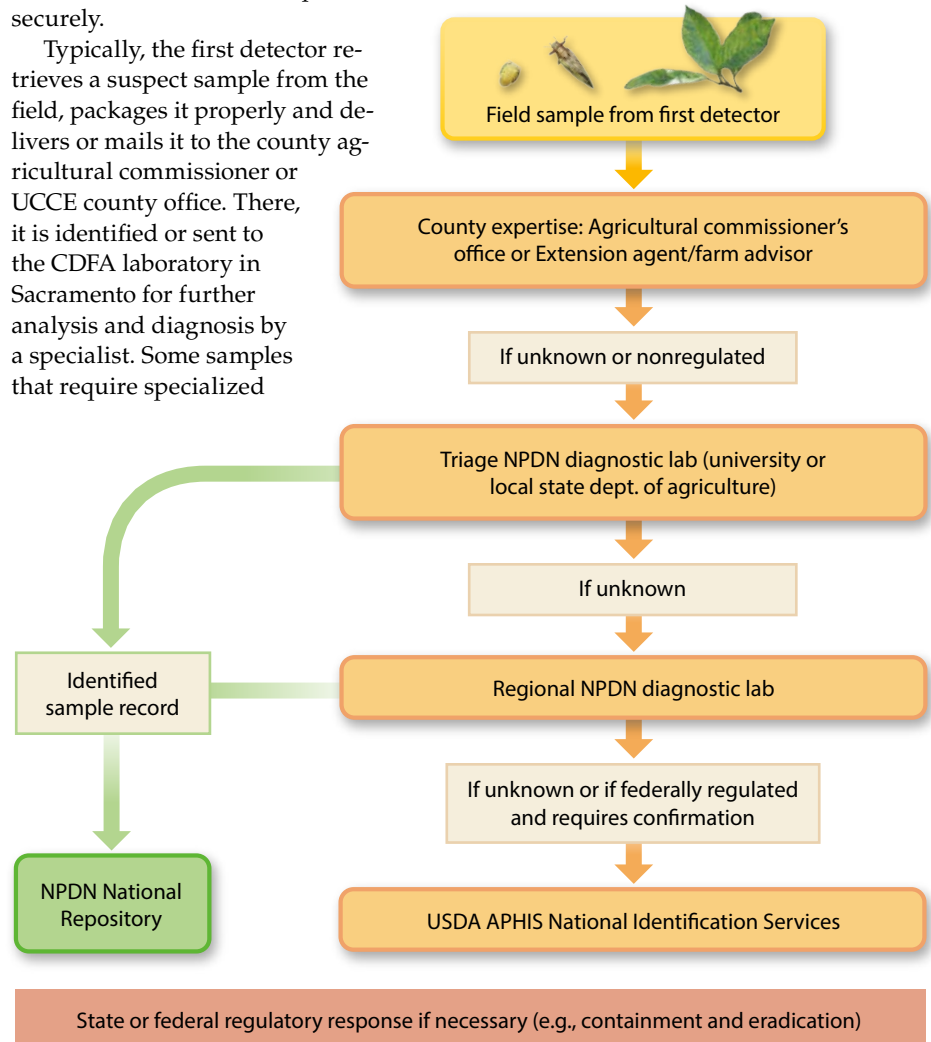 securely.
Typically, the first detector re-
trieves a suspect sample from the
field, packages it properly and de-
livers or mails it to the county ag-
ricultural commissioner or
UCCE county office. There,
it is identified or sent to
the CDFA laboratory in
Sacramento for further
analysis and diagnosis by
a specialist. Some samples
that require specialized
Field sample from first detector
County expertise: Agricultural commissioner's
office or Extension agent/farm advisor
If unknown or nonregulated
Triage NPDN diagnostic lab (university or
local state dept. of agriculture)
If unknown
Identified
sample record
Regional NPDN diagnostic lab
If unknown or if federally regulated
and requires confirmation
NPDN National
Repository
USDA APHIS National Identification Services
State or federal regulatory response if necessary (e.g., containment and eradication)